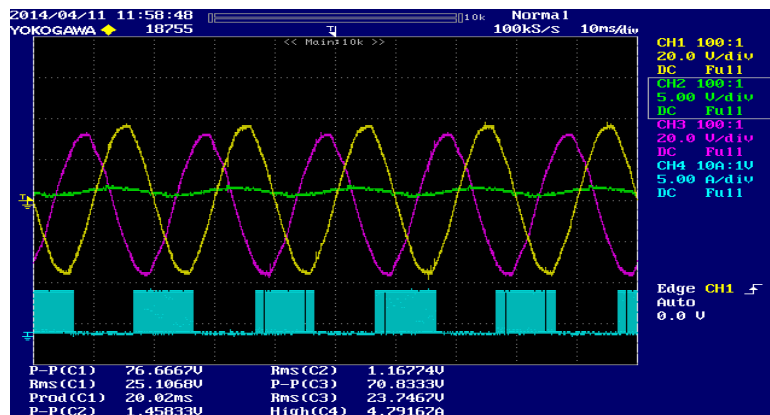 2014/04/11 11:58:48 10k Normal
YOKOGAWA 18755 100kS/s 10ms/div
<< Main:10k >>
CH1 100:1
20.0 V/div
DC Full
CH2 100:1
5.00 V/div
DC Full
CH3 100:1
20.0 V/div
DC Full
CH4 10A:1V
5.00 A/div
DC Full
Edge CH1
Auto
0.0 V
P-P(C1) 76.6667V Rms(C2) 1.16774V
Rms(C1) 25.1068V P-P(C3) 70.8333V
Prod(C1) 20.02ms Rms(C3) 23.7467V
P-P(C2) 1.45833V High(C4) 4.79167A